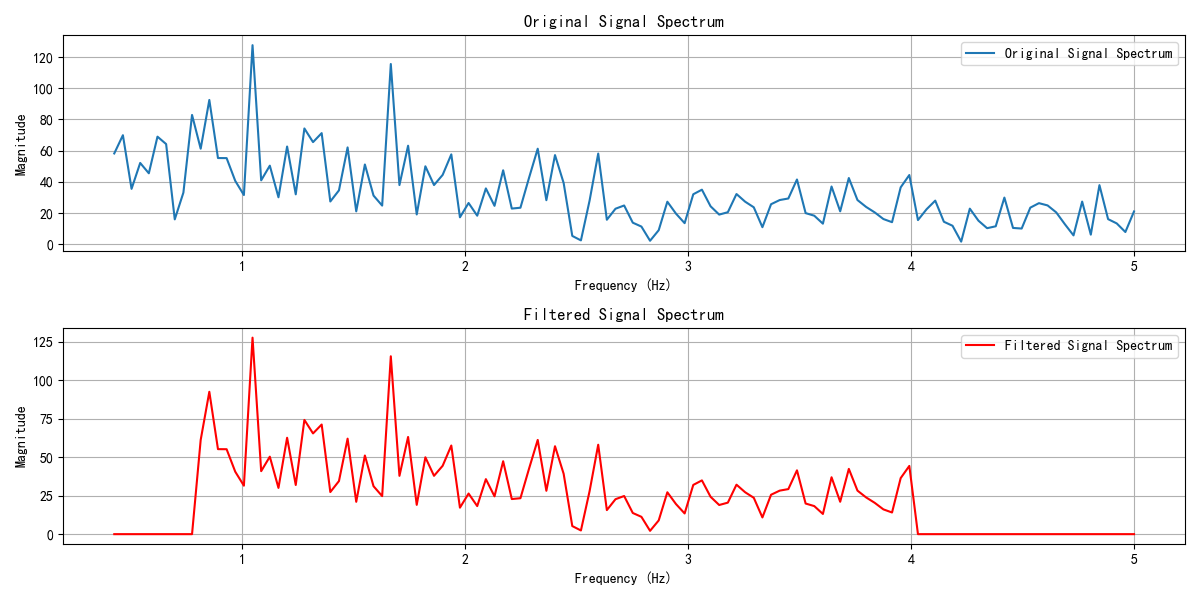 Original Signal Spectrum
Original Signal Spectrum
120
100
80
60
40
20
0
Magnitude
1 2 3 4 5
Frequency (Hz)
Filtered Signal Spectrum
Filtered Signal Spectrum
125
100
75
50
25
0
Magnitude
1 2 3 4 5
Frequency (Hz)